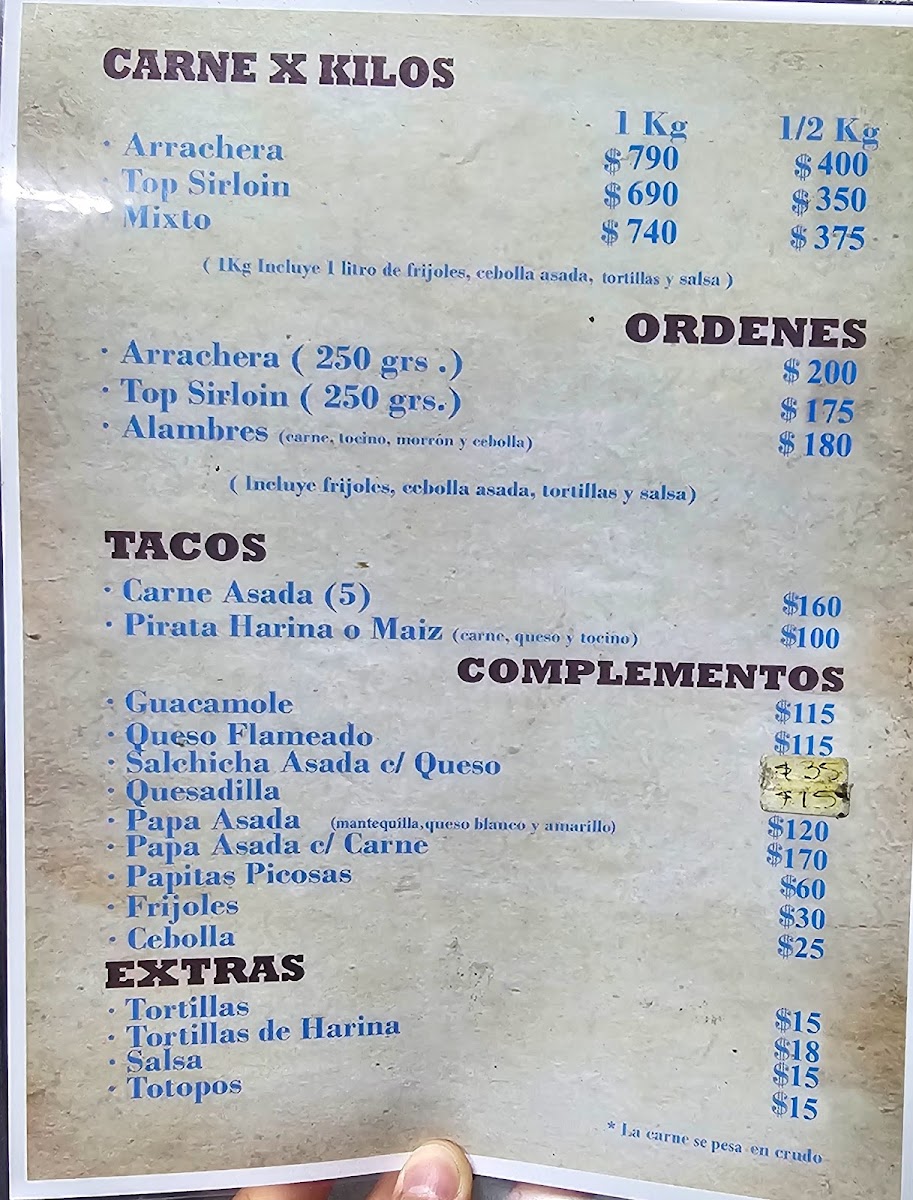 CARNE X KILOS
1 Kg 1/2 Kg
· Arrachera $ 790 $ 400
· Top Sirloin $ 690 $ 350
Mixto $ 740 $ 375
( 1Kg Incluye 1 litro de frijoles, cebolla asada, tortillas y salsa )
ORDENES
· Arrachera ( 250 grs .) $ 200
· Top Sirloin ( 250 grs.) $ 175
· Alambres (carne, tocino, morrón y cebolla) $ 180
( Incluye frijoles, cebolla asada, tortillas y salsa)
TACOS
· Carne Asada (5) $160
· Pirata Harina o Maiz (carne, queso y tocino) $100
COMPLEMENTOS
· Guacamole $115
· Queso Flameado $115
· Salchicha Asada c/ Queso $ 35
· Quesadilla $15
· Papa Asada (mantequilla,queso blanco y amarillo) $120
· Papa Asada c/ Carne $170
· Papitas Picosas $60
· Frijoles $30
· Cebolla $25
EXTRAS
· Tortillas $15
· Tortillas de Harina $18
· Salsa $15
· Totopos $15
* La carne se pesa en crudo